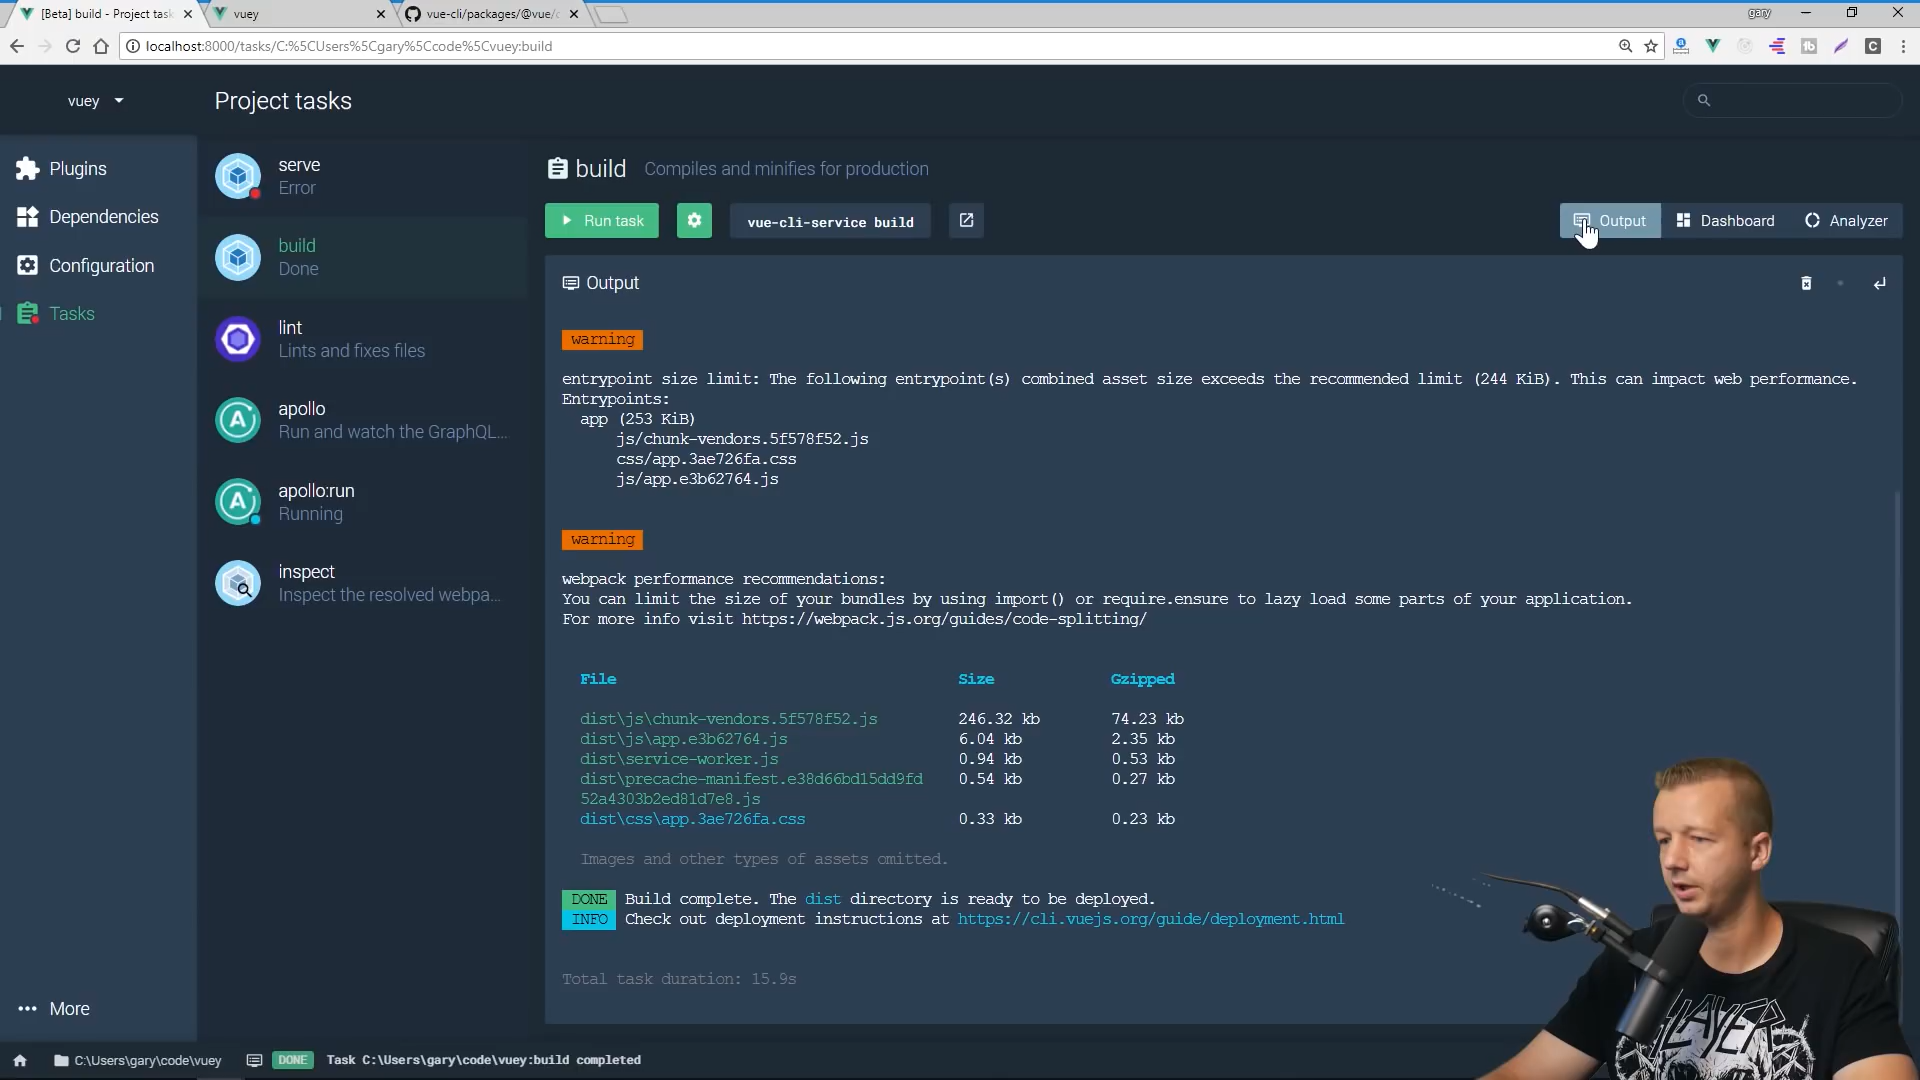 [Beta] build - Project task
vuey
vue-cli/packages/@vue/c
gary
localhost:8000/tasks/C:%5CUsers%5Cgary%5Ccode%5Cvuey:build
vuey
Project tasks
Plugins
Dependencies
Configuration
Tasks
More
serve
Error
build
Done
lint
Lints and fixes files
apollo
Run and watch the GraphQL...
apollo:run
Running
inspect
Inspect the resolved webpa...
build Compiles and minifies for production
Run task
vue-cli-service build
Output
Dashboard
Analyzer
Output
warning
entrypoint size limit: The following entrypoint(s) combined asset size exceeds the recommended limit (244 KiB). This can impact web performance.
Entrypoints:
app (253 KiB)
js/chunk-vendors.5f578f52.js
css/app.3ae726fa.css
js/app.e3b62764.js
warning
webpack performance recommendations:
You can limit the size of your bundles by using import() or require.ensure to lazy load some parts of your application.
For more info visit https://webpack.js.org/guides/code-splitting/
File Size Gzipped
dist\js\chunk-vendors.5f578f52.js 246.32 kb 74.23 kb
dist\js\app.e3b62764.js 6.04 kb 2.35 kb
dist\service-worker.js 0.94 kb 0.53 kb
dist\precache-manifest.e38d66bd15dd9fd 0.54 kb 0.27 kb
52a4303b2ed81d7e8.js
dist\css\app.3ae726fa.css 0.33 kb 0.23 kb
Images and other types of assets omitted.
DONE Build complete. The dist directory is ready to be deployed.
INFO Check out deployment instructions at https://cli.vuejs.org/guide/deployment.html
Total task duration: 15.9s
SLAYER
C:\Users\gary\code\vuey
DONE Task C:\Users\gary\code\vuey:build completed